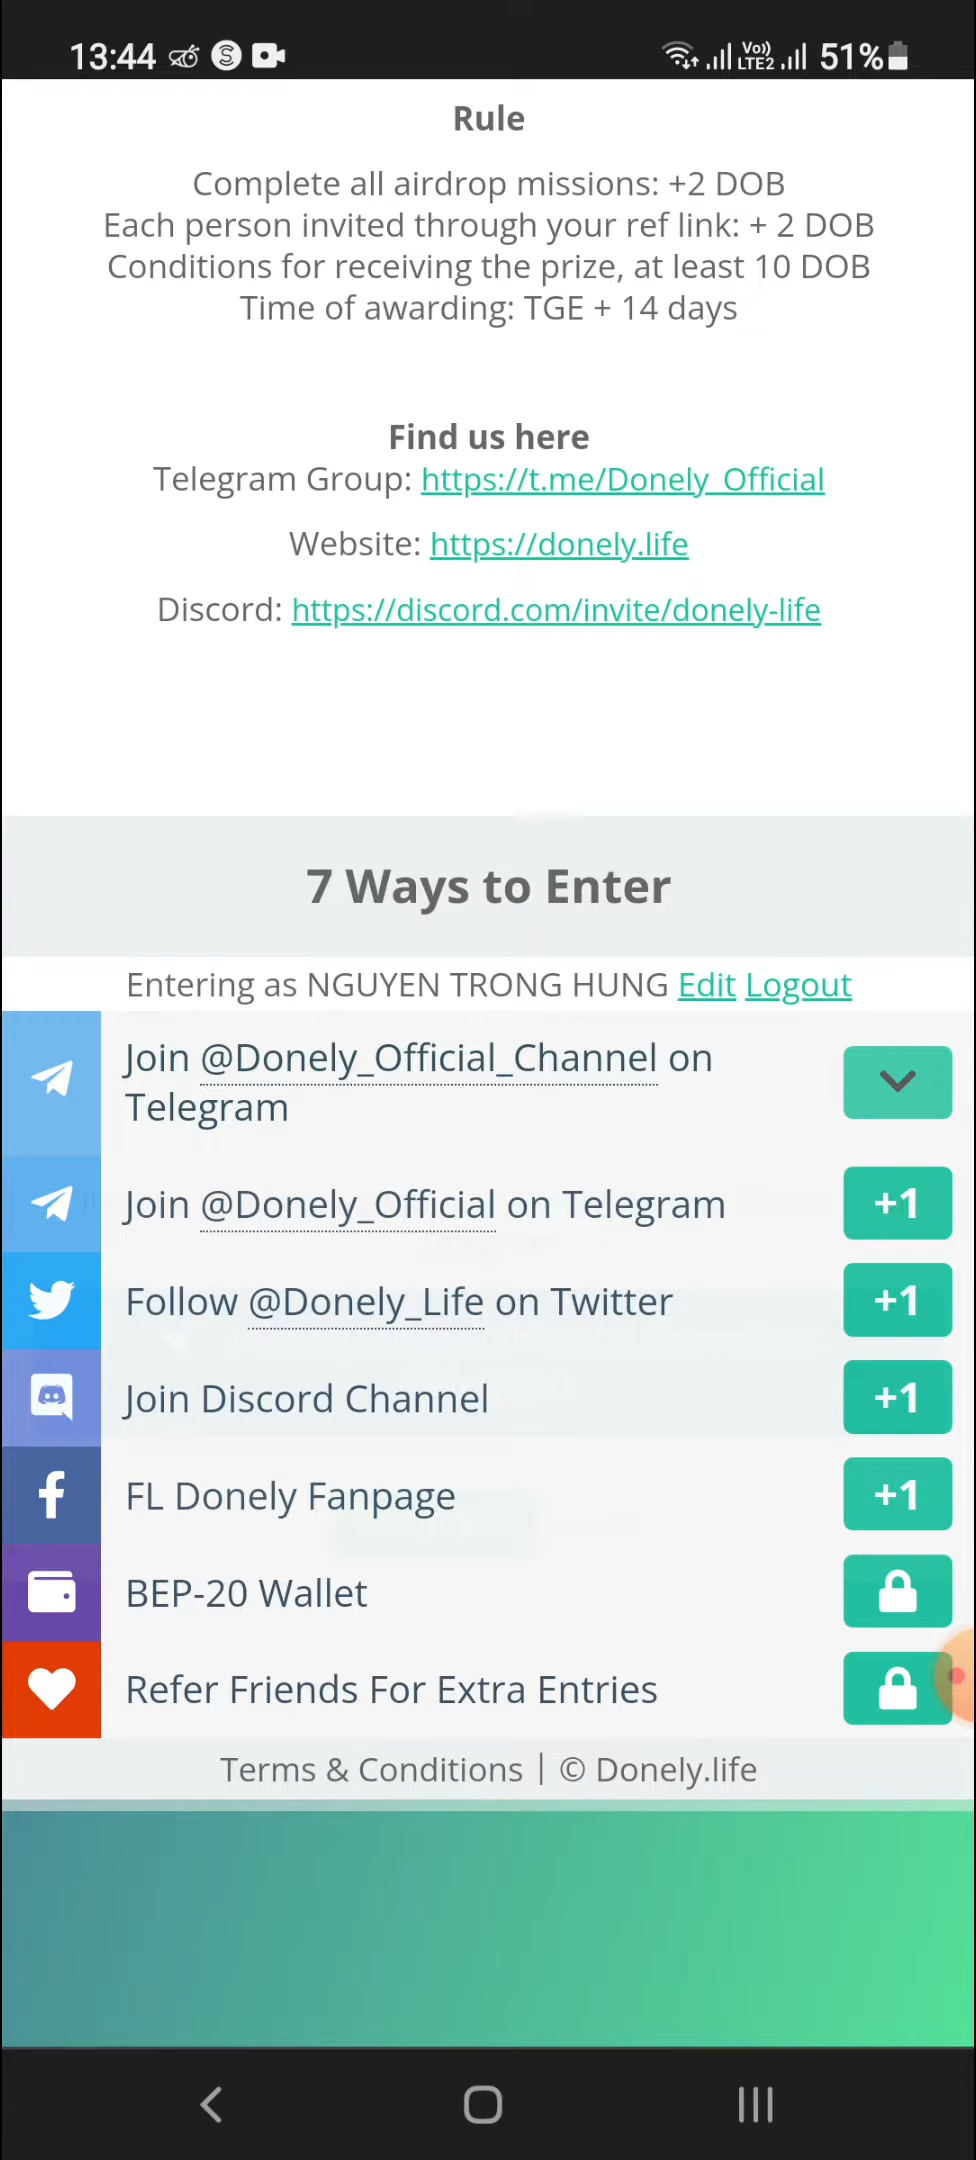 13:44 Vo)) LTE2 51%
Rule
Complete all airdrop missions: +2 DOB
Each person invited through your ref link: + 2 DOB
Conditions for receiving the prize, at least 10 DOB
Time of awarding: TGE + 14 days
Find us here
Telegram Group: https://t.me/Donely_Official
Website: https://donely.life
Discord: https://discord.com/invite/donely-life
7 Ways to Enter
Entering as NGUYEN TRONG HUNG Edit Logout
Join @Donely_Official_Channel on
Telegram
Join @Donely_Official on Telegram +1
Follow @Donely_Life on Twitter +1
Join Discord Channel +1
FL Donely Fanpage +1
BEP-20 Wallet
Refer Friends For Extra Entries
Terms & Conditions | © Donely.life